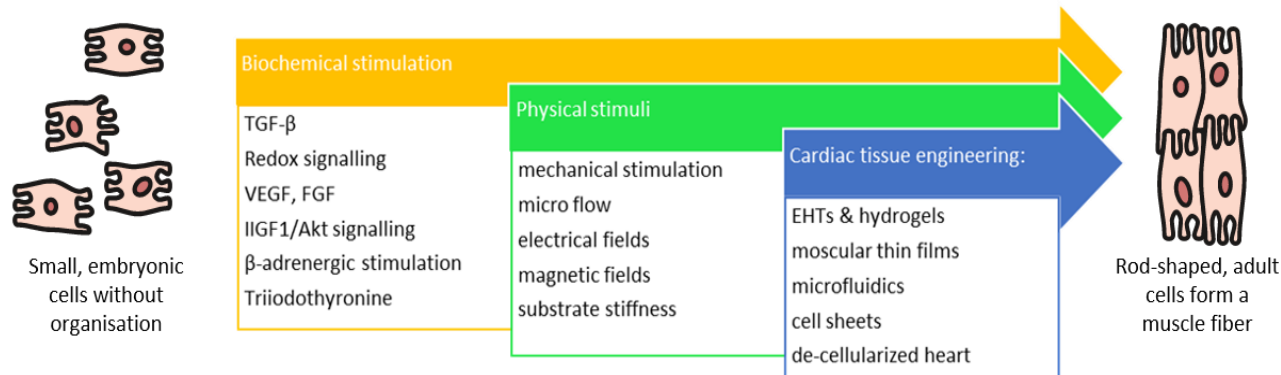 Small, embryonic
cells without
organisation
Biochemical stimulation
TGF-β
Redox signalling
VEGF, FGF
IIGF1/Akt signalling
β-adrenergic stimulation
Triiodothyronine
Physical stimuli
mechanical stimulation
micro flow
electrical fields
magnetic fields
substrate stiffness
Cardiac tissue engineering:
EHTs & hydrogels
moscular thin films
microfluidics
cell sheets
de-cellularized heart
Rod-shaped, adult
cells form a
muscle fiber